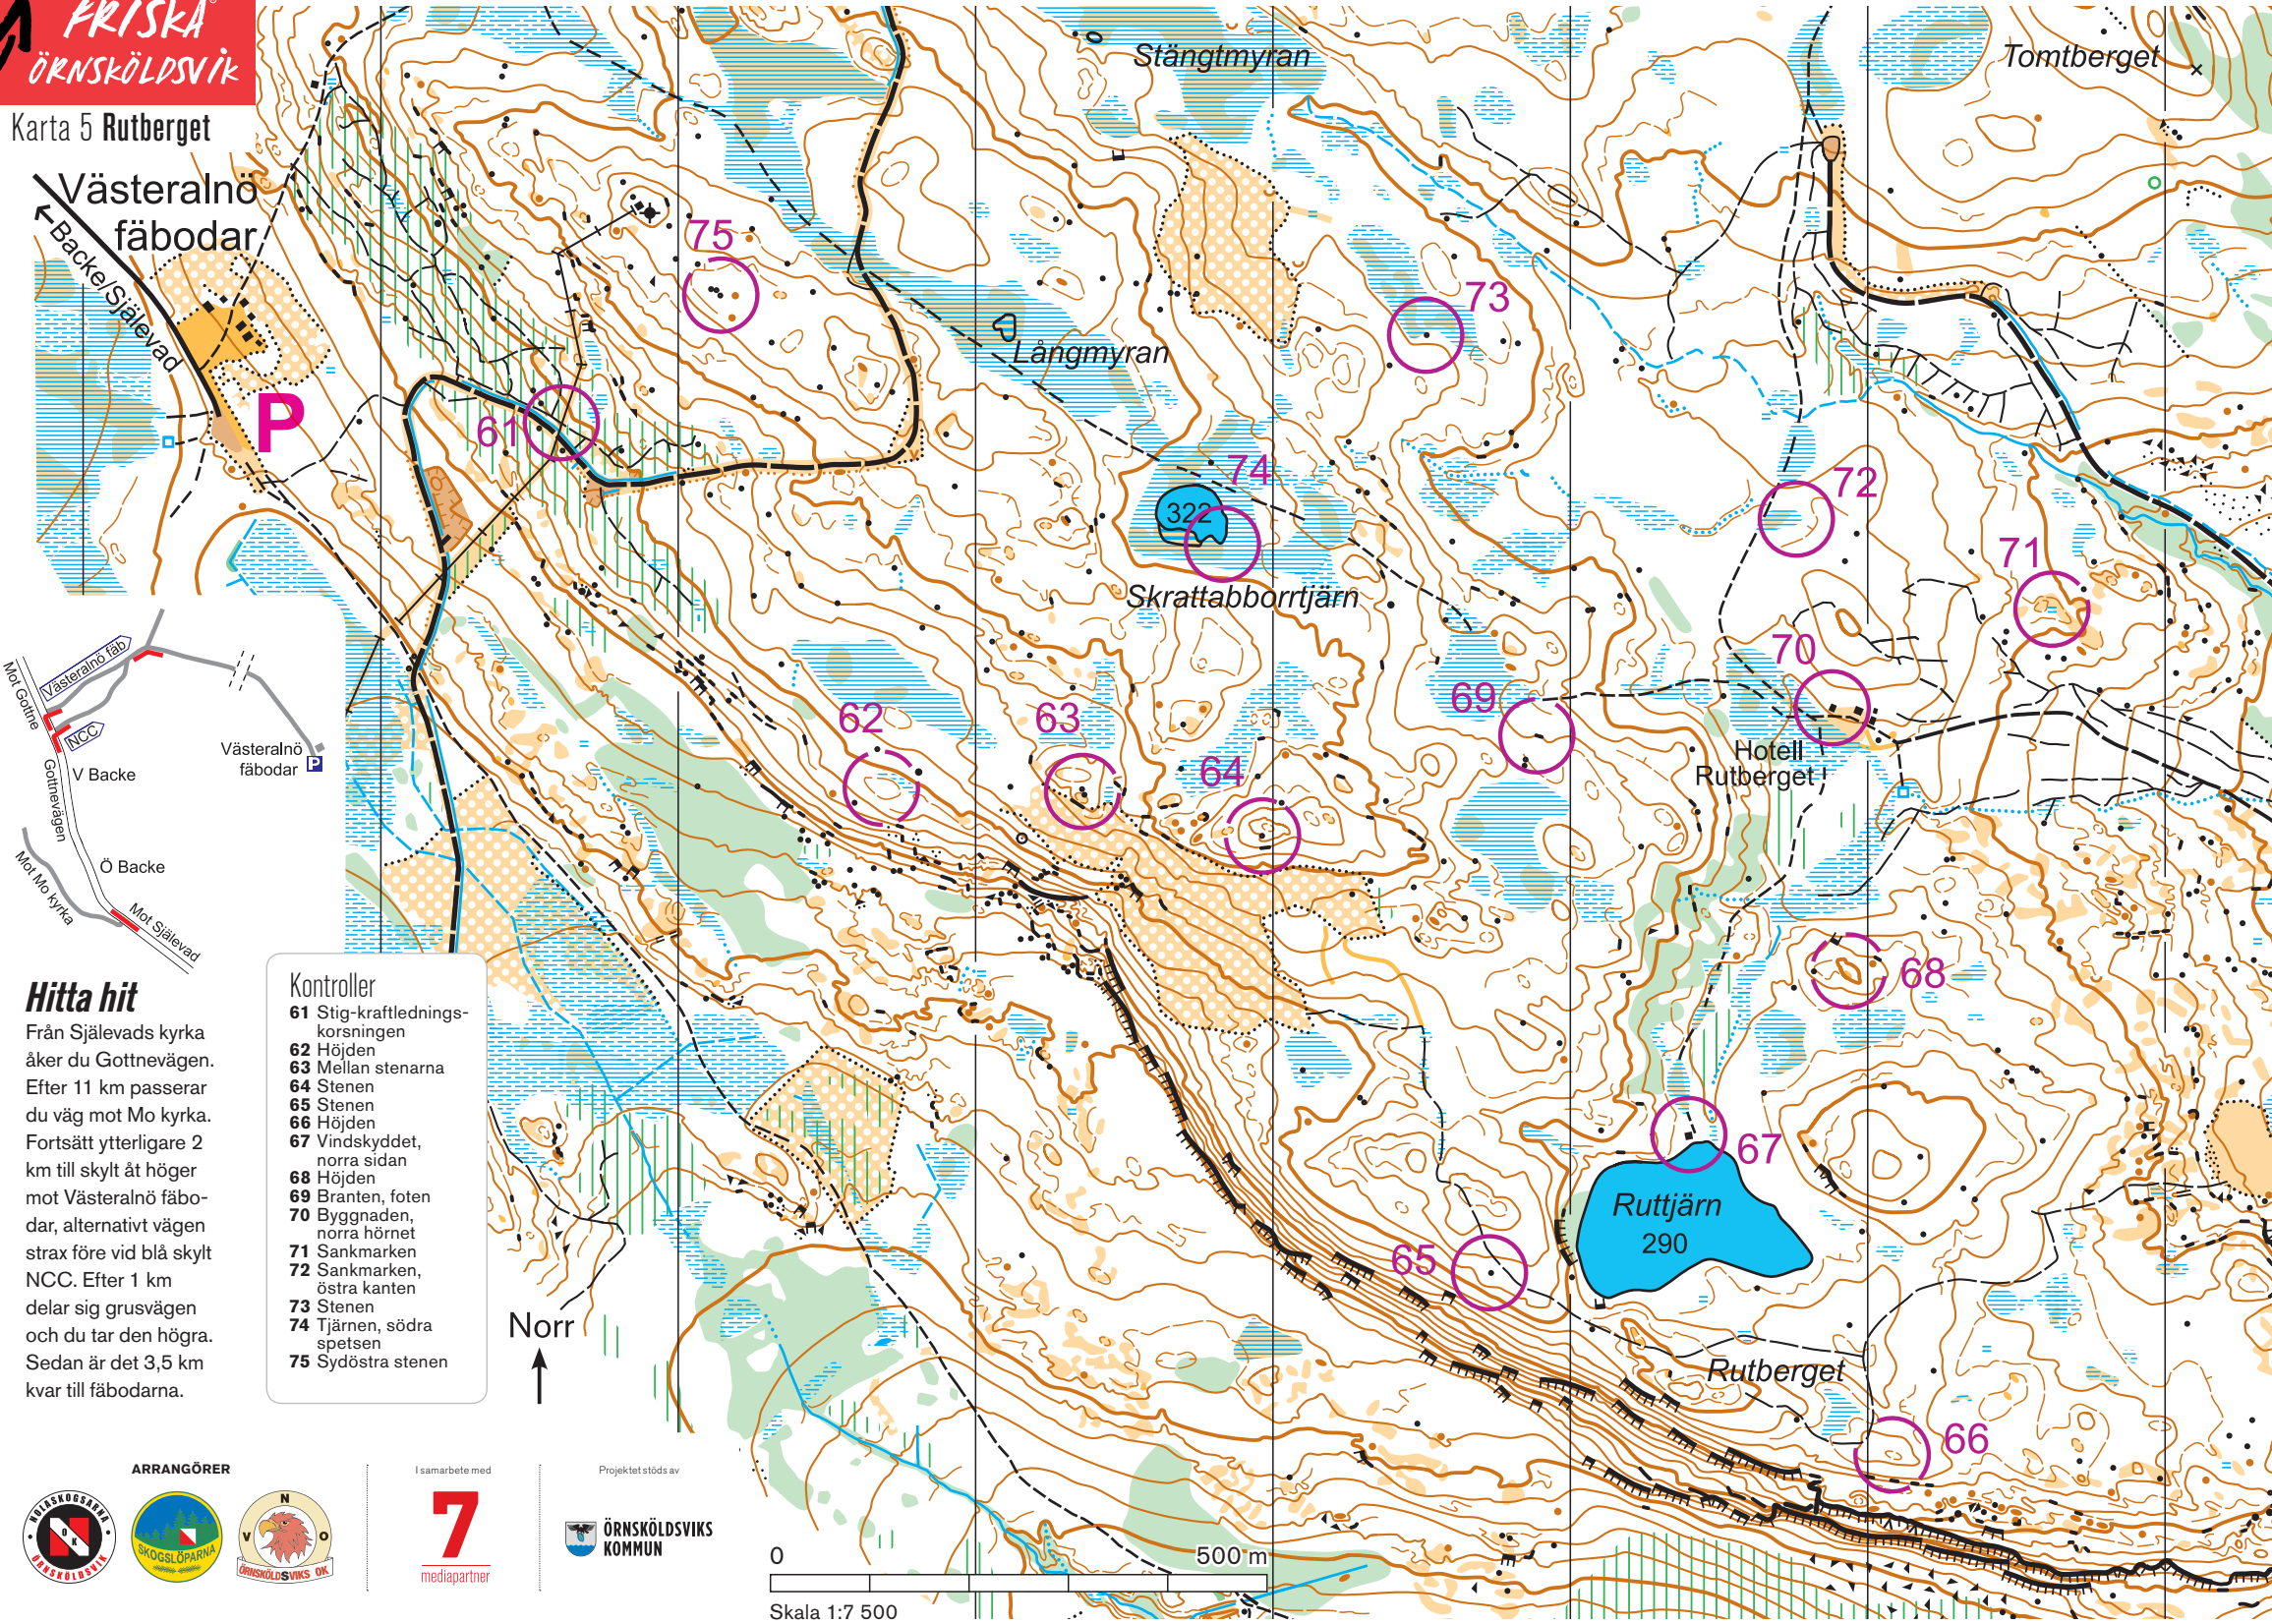 FRISKA
ÖRNSKÖLDSVIK
Karta 5 Rutberget
Västeralnö
fäbodar
←Backe/Själevad
P
Stängtmyran
Tomtberget
Långmyran
Skrattabborrtjärn
322
Hotell
Rutberget
Ruttjärn
290
Rutberget
61
62
63
64
65
66
67
68
69
70
71
72
73
74
75
Mot Gottne
Västeralnö fäb
NCC
Gottnevägen
V Backe
Västeralnö
fäbodar
P
Ö Backe
Mot Mo kyrka
Mot Själevad
Hitta hit
Från Själevads kyrka
åker du Gottnevägen.
Efter 11 km passerar
du väg mot Mo kyrka.
Fortsätt ytterligare 2
km till skylt åt höger
mot Västeralnö fäbo-
dar, alternativt vägen
strax före vid blå skylt
NCC. Efter 1 km
delar sig grusvägen
och du tar den högra.
Sedan är det 3,5 km
kvar till fäbodarna.
Kontroller
61 Stig-kraftlednings-
korsningen
62 Höjden
63 Mellan stenarna
64 Stenen
65 Stenen
66 Höjden
67 Vindskyddet,
norra sidan
68 Höjden
69 Branten, foten
70 Byggnaden,
norra hörnet
71 Sankmarken
72 Sankmarken,
östra kanten
73 Stenen
74 Tjärnen, södra
spetsen
75 Sydöstra stenen
Norr
ARRANGÖRER
NOLASKOGSARNA
N
OK
ÖRNSKÖLDSVIK
SKOGSLÖPARNA
N
V O
ÖRNSKÖLDSVIKS OK
I samarbete med
7
mediapartner
Projektet stöds av
ÖRNSKÖLDSVIKS
KOMMUN
0 500 m
Skala 1:7 500